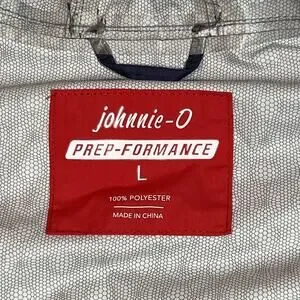 johnnie-O
PREP-FORMANCE
L
100% POLYESTER
MADE IN CHINA